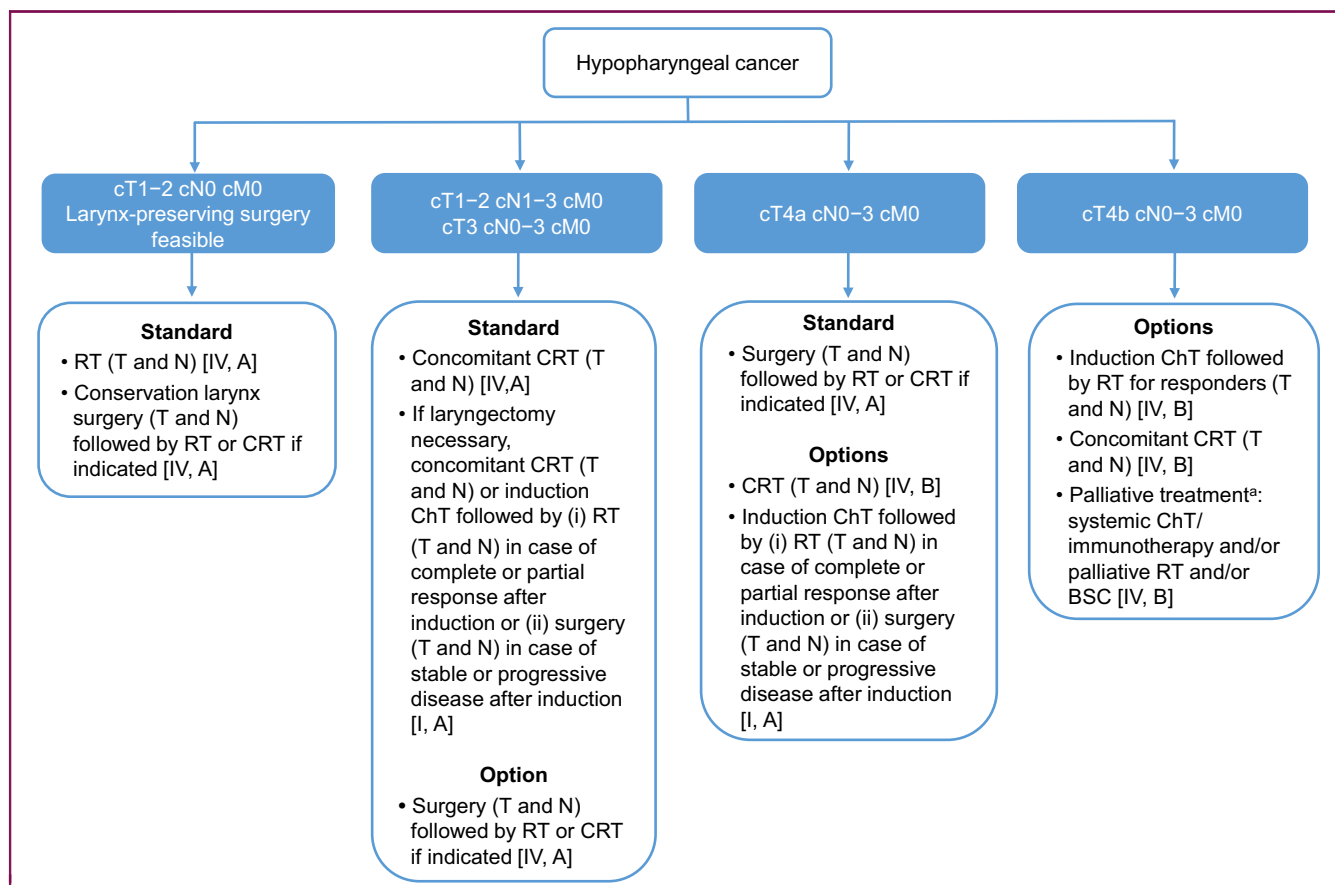 Hypopharyngeal cancer
cT1−2 cN0 cM0
Larynx-preserving surgery
feasible
Standard
• RT (T and N) [IV, A]
• Conservation larynx
surgery (T and N)
followed by RT or CRT if
indicated [IV, A]
cT1−2 cN1−3 cM0
cT3 cN0−3 cM0
Standard
• Concomitant CRT (T
and N) [IV,A]
• If laryngectomy
necessary,
concomitant CRT (T
and N) or induction
ChT followed by (i) RT
(T and N) in case of
complete or partial
response after
induction or (ii) surgery
(T and N) in case of
stable or progressive
disease after induction
[I, A]
Option
• Surgery (T and N)
followed by RT or CRT
if indicated [IV, A]
cT4a cN0−3 cM0
Standard
• Surgery (T and N)
followed by RT or CRT if
indicated [IV, A]
Options
• CRT (T and N) [IV, B]
• Induction ChT followed
by (i) RT (T and N) in
case of complete or
partial response after
induction or (ii) surgery
(T and N) in case of
stable or progressive
disease after induction
[I, A]
cT4b cN0−3 cM0
Options
• Induction ChT followed
by RT for responders (T
and N) [IV, B]
• Concomitant CRT (T
and N) [IV, B]
• Palliative treatmentᵃ:
systemic ChT/
immunotherapy and/or
palliative RT and/or
BSC [IV, B]